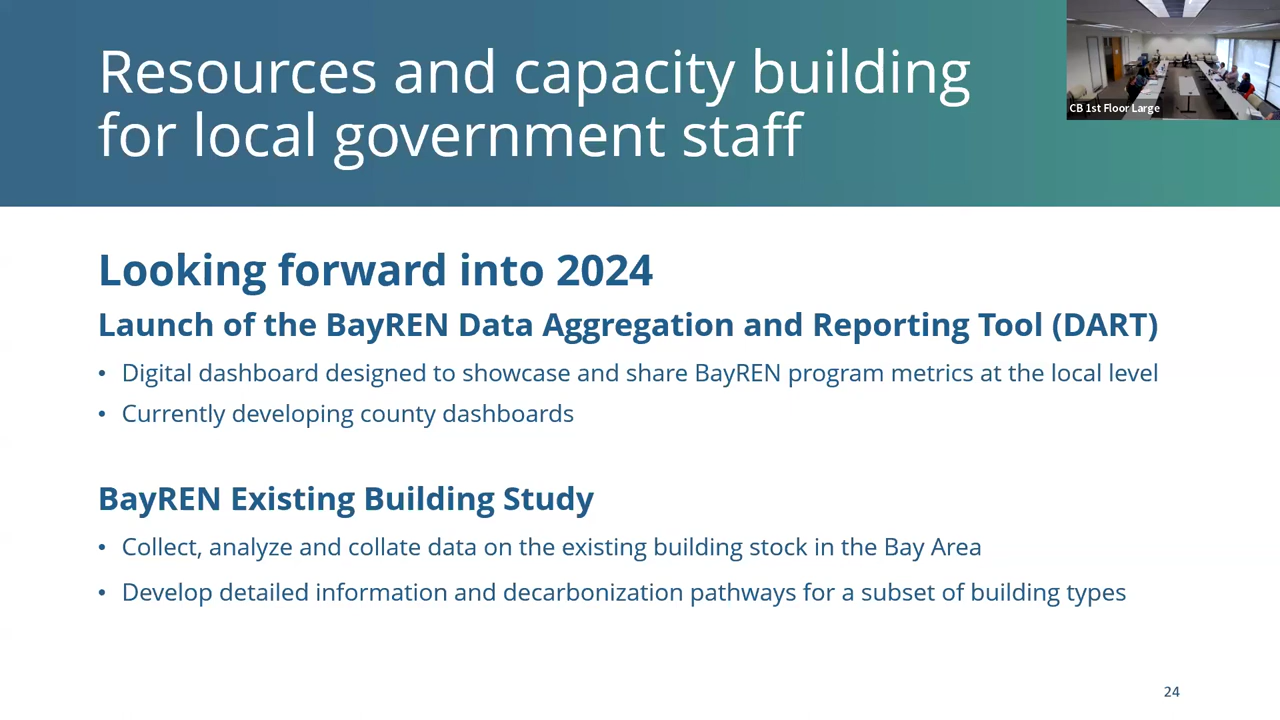 Resources and capacity building
for local government staff
CB 1st Floor Large
Looking forward into 2024
Launch of the BayREN Data Aggregation and Reporting Tool (DART)
• Digital dashboard designed to showcase and share BayREN program metrics at the local level
• Currently developing county dashboards
BayREN Existing Building Study
• Collect, analyze and collate data on the existing building stock in the Bay Area
• Develop detailed information and decarbonization pathways for a subset of building types
24